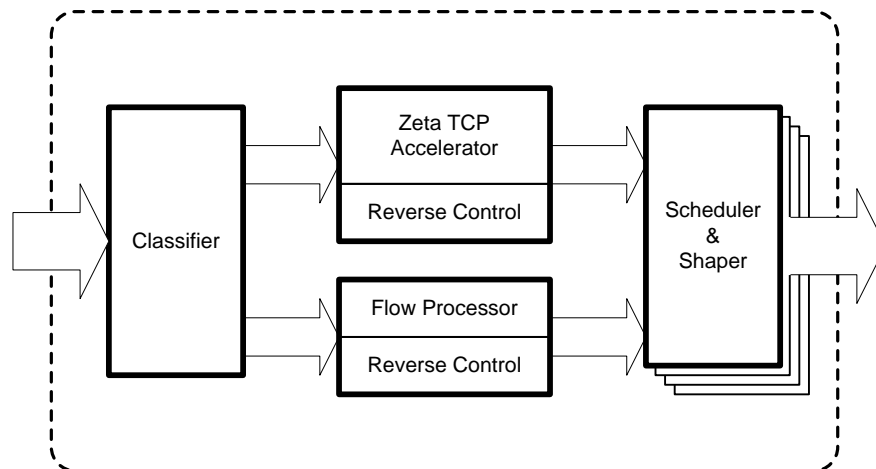 Classifier
Zeta TCP
Accelerator
Reverse Control
Flow Processor
Reverse Control
Scheduler
&
Shaper